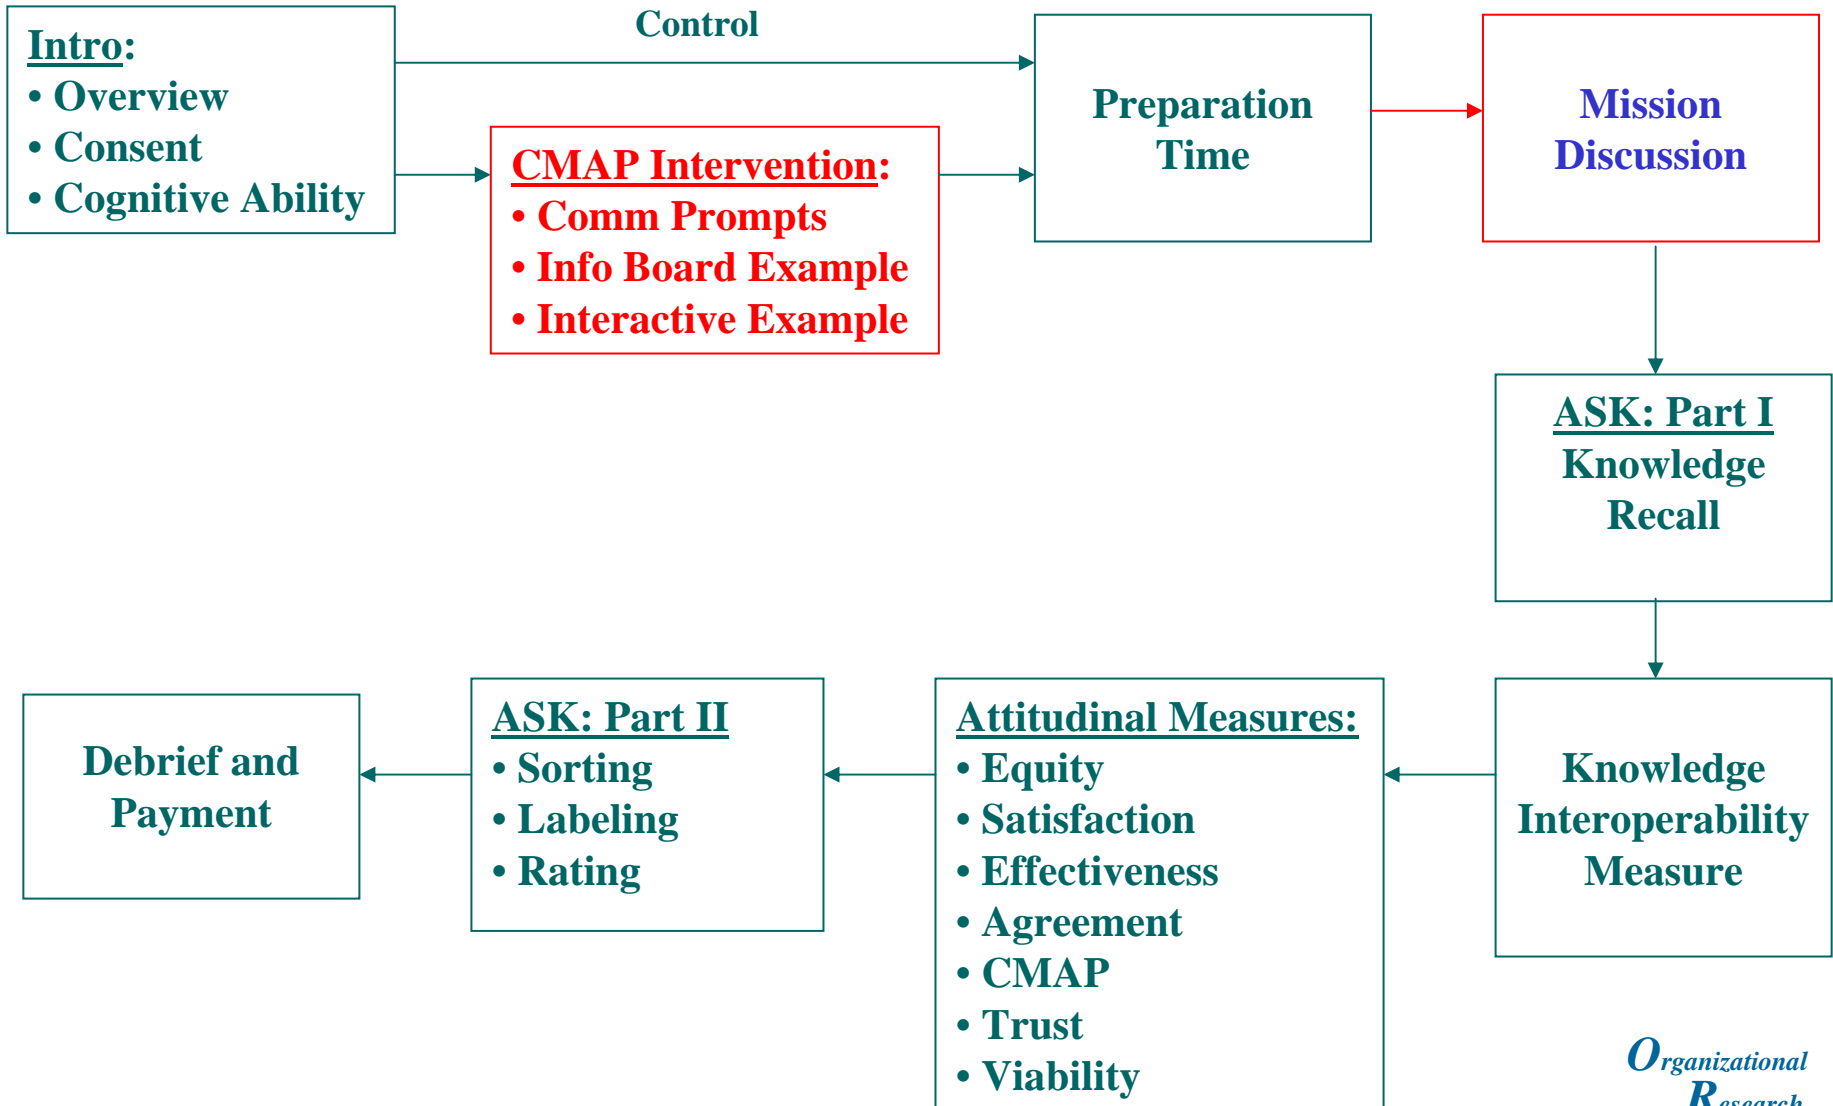 Intro:
• Overview
• Consent
• Cognitive Ability
Control
CMAP Intervention:
• Comm Prompts
• Info Board Example
• Interactive Example
Preparation
Time
Mission
Discussion
ASK: Part I
Knowledge
Recall
Knowledge
Interoperability
Measure
Attitudinal Measures:
• Equity
• Satisfaction
• Effectiveness
• Agreement
• CMAP
• Trust
• Viability
ASK: Part II
• Sorting
• Labeling
• Rating
Debrief and
Payment
Organizational
Research